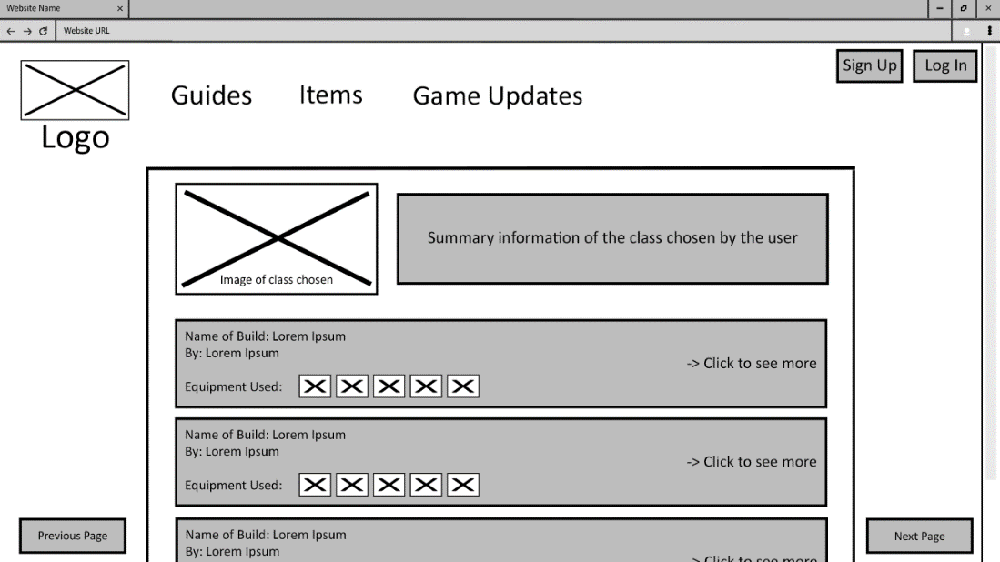 Website Name
Website URL
Sign Up
Log In
Guides
Items
Game Updates
Logo
Image of class chosen
Summary information of the class chosen by the user
Name of Build: Lorem Ipsum
By: Lorem Ipsum
-> Click to see more
Equipment Used:
Name of Build: Lorem Ipsum
By: Lorem Ipsum
-> Click to see more
Equipment Used:
Previous Page
Name of Build: Lorem Ipsum
By: Lorem Ipsum
-> Click to see more
Next Page